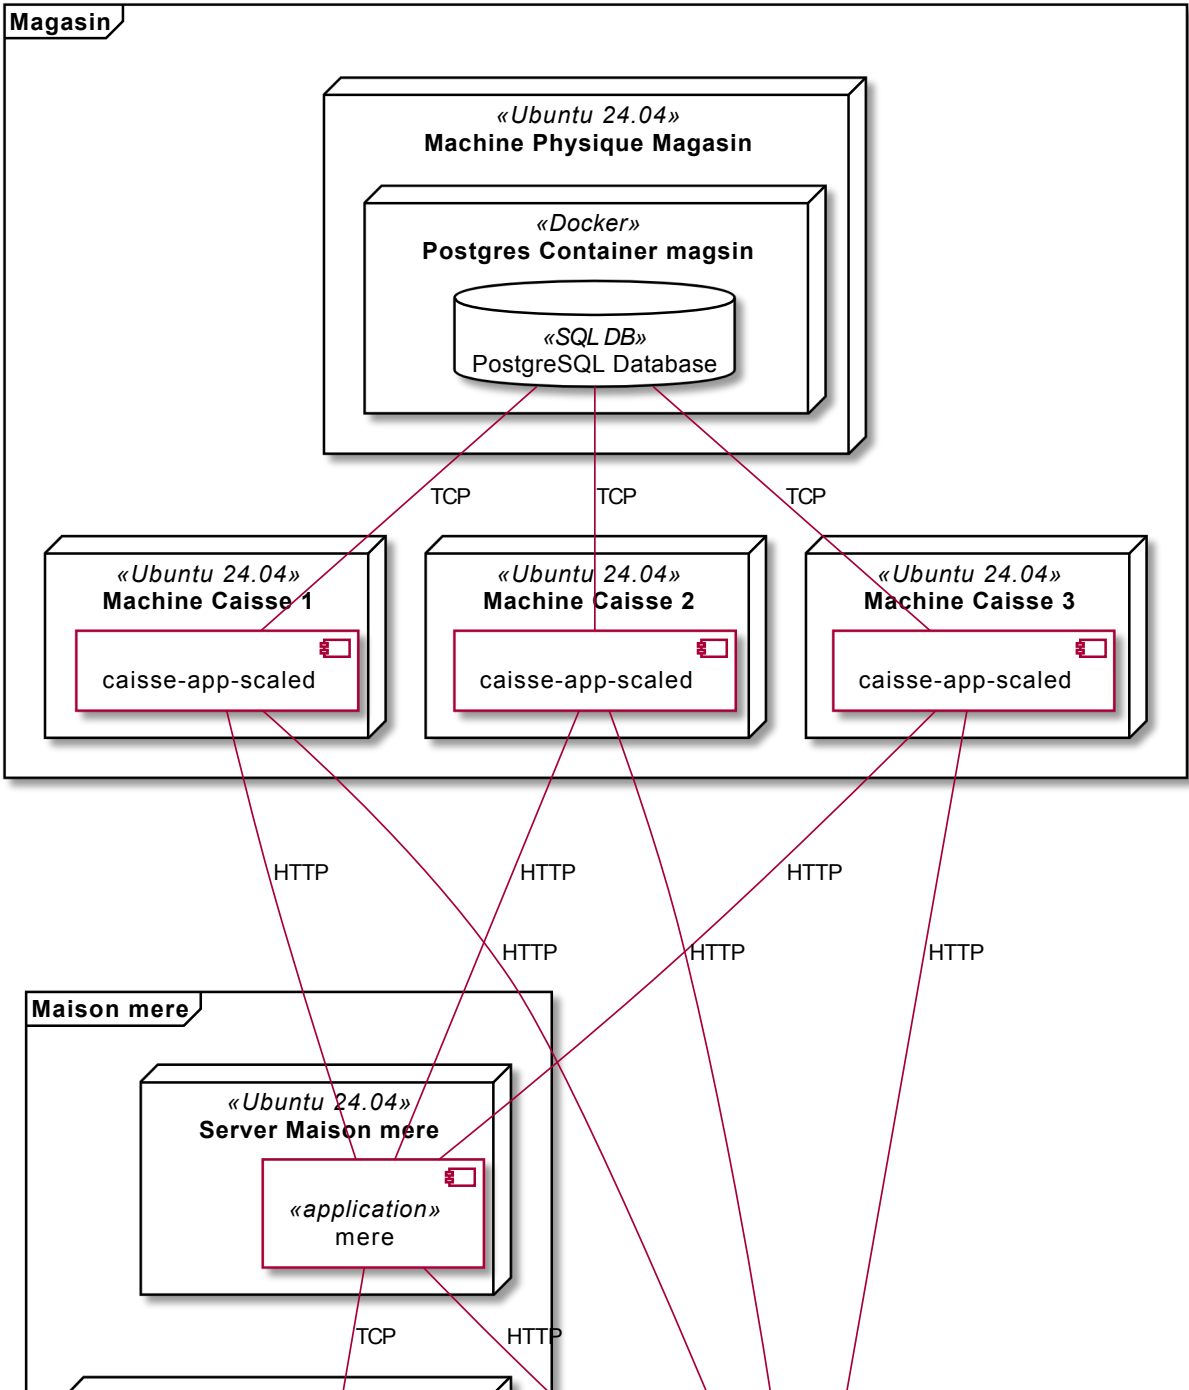 Magasin
«Ubuntu 24.04»
Machine Physique Magasin
«Docker»
Postgres Container magsin
«SQL DB»
PostgreSQL Database
TCP
TCP
TCP
«Ubuntu 24.04»
Machine Caisse 1
caisse-app-scaled
«Ubuntu 24.04»
Machine Caisse 2
caisse-app-scaled
«Ubuntu 24.04»
Machine Caisse 3
caisse-app-scaled
HTTP
HTTP
HTTP
HTTP
HTTP
HTTP
Maison mere
«Ubuntu 24.04»
Server Maison mere
«application»
mere
TCP
HTTP